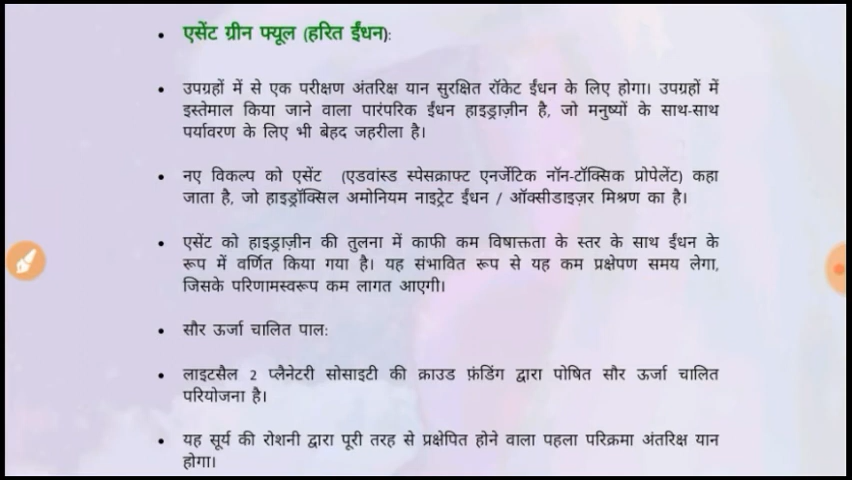 एसेंट ग्रीन फ्यूल (हरित ईंधन):
उपग्रहों में से एक परीक्षण अंतरिक्ष यान सुरक्षित रॉकेट ईंधन के लिए होगा। उपग्रहों में
इस्तेमाल किया जाने वाला पारंपरिक ईंधन हाइड्राज़ीन है, जो मनुष्यों के साथ-साथ
पर्यावरण के लिए भी बेहद जहरीला है।
नए विकल्प को एसेंट (एडवांस्ड स्पेसक्राफ्ट एनर्जेटिक नॉन-टॉक्सिक प्रोपेलेंट) कहा
जाता है, जो हाइड्रॉक्सिल अमोनियम नाइट्रेट ईंधन / ऑक्सीडाइज़र मिश्रण का है।
एसेंट को हाइड्राज़ीन की तुलना में काफी कम विषाक्तता के स्तर के साथ ईंधन के
रूप में वर्णित किया गया है। यह संभावित रूप से यह कम प्रक्षेपण समय लेगा,
जिसके परिणामस्वरूप कम लागत आएगी।
सौर ऊर्जा चालित पाल:
लाइटसैल 2 प्लैनेटरी सोसाइटी की क्राउड फ़ंडिंग द्वारा पोषित सौर ऊर्जा चालित
परियोजना है।
यह सूर्य की रोशनी द्वारा पूरी तरह से प्रक्षेपित होने वाला पहला परिक्रमा अंतरिक्ष यान
होगा।